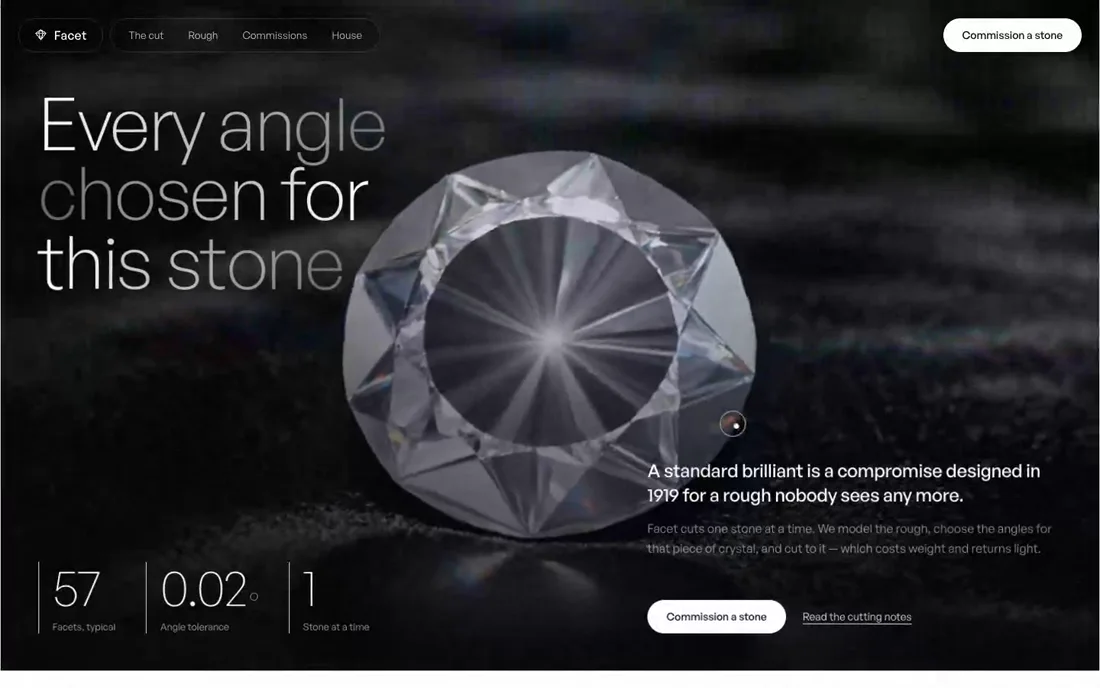 Facet
The cut
Rough
Commissions
House
Commission a stone
Every angle
chosen for
this stone
A standard brilliant is a compromise designed in
1919 for a rough nobody sees any more.
Facet cuts one stone at a time. We model the rough, choose the angles for
that piece of crystal, and cut to it — which costs weight and returns light.
57
Facets, typical
0.02°
Angle tolerance
1
Stone at a time
Commission a stone
Read the cutting notes